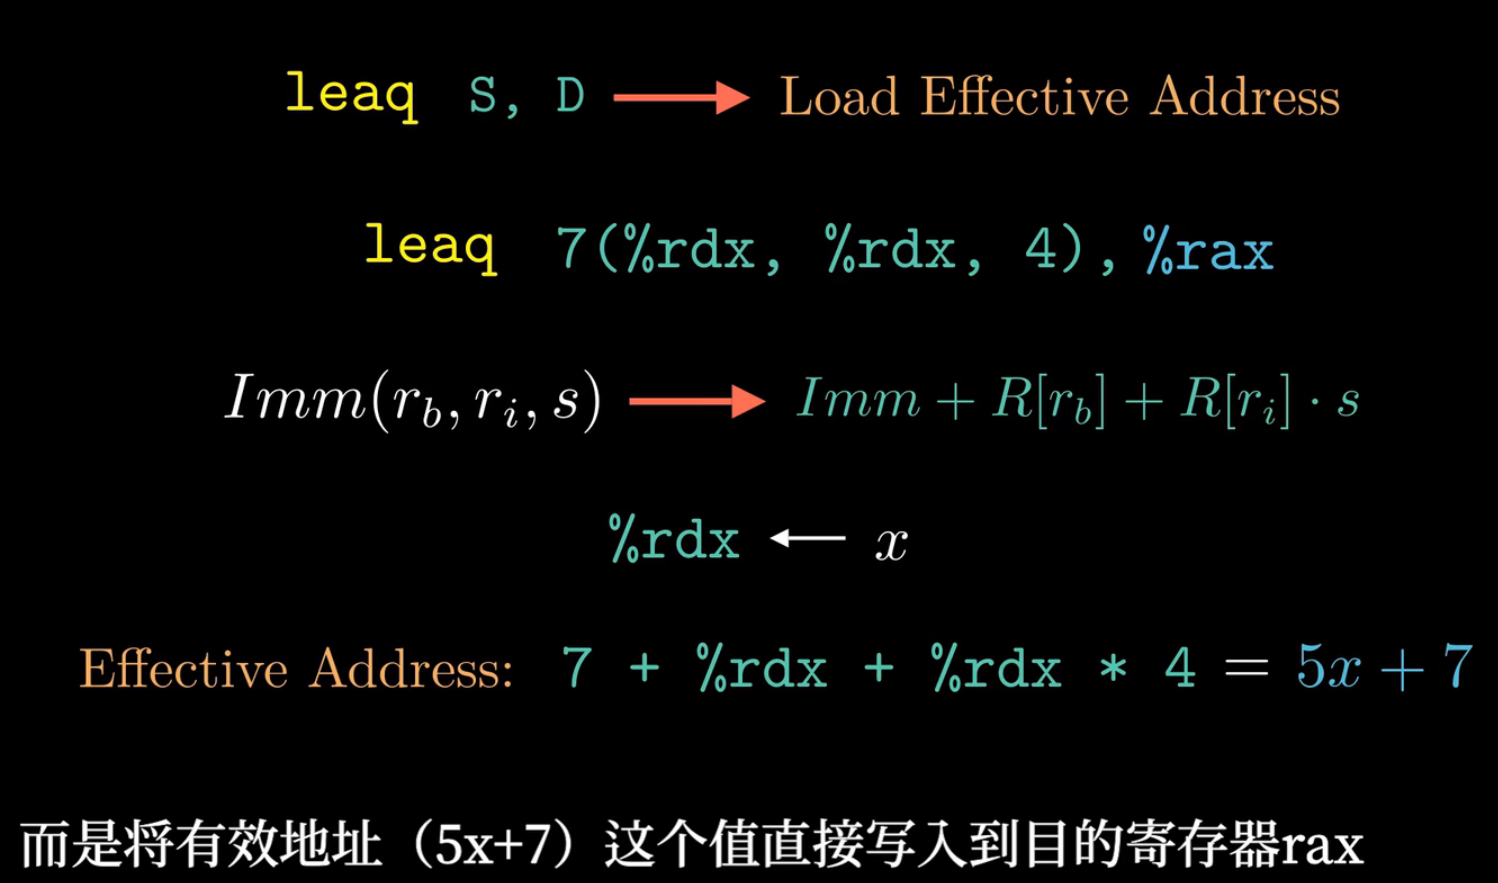 leaq S, D → Load Effective Address
leaq 7(%rdx, %rdx, 4), %rax
Imm(r_b, r_i, s) → Imm + R[r_b] + R[r_i] · s
%rdx ← x
Effective Address: 7 + %rdx + %rdx * 4 = 5x + 7
而是将有效地址（5x+7）这个值直接写入到目的寄存器rax